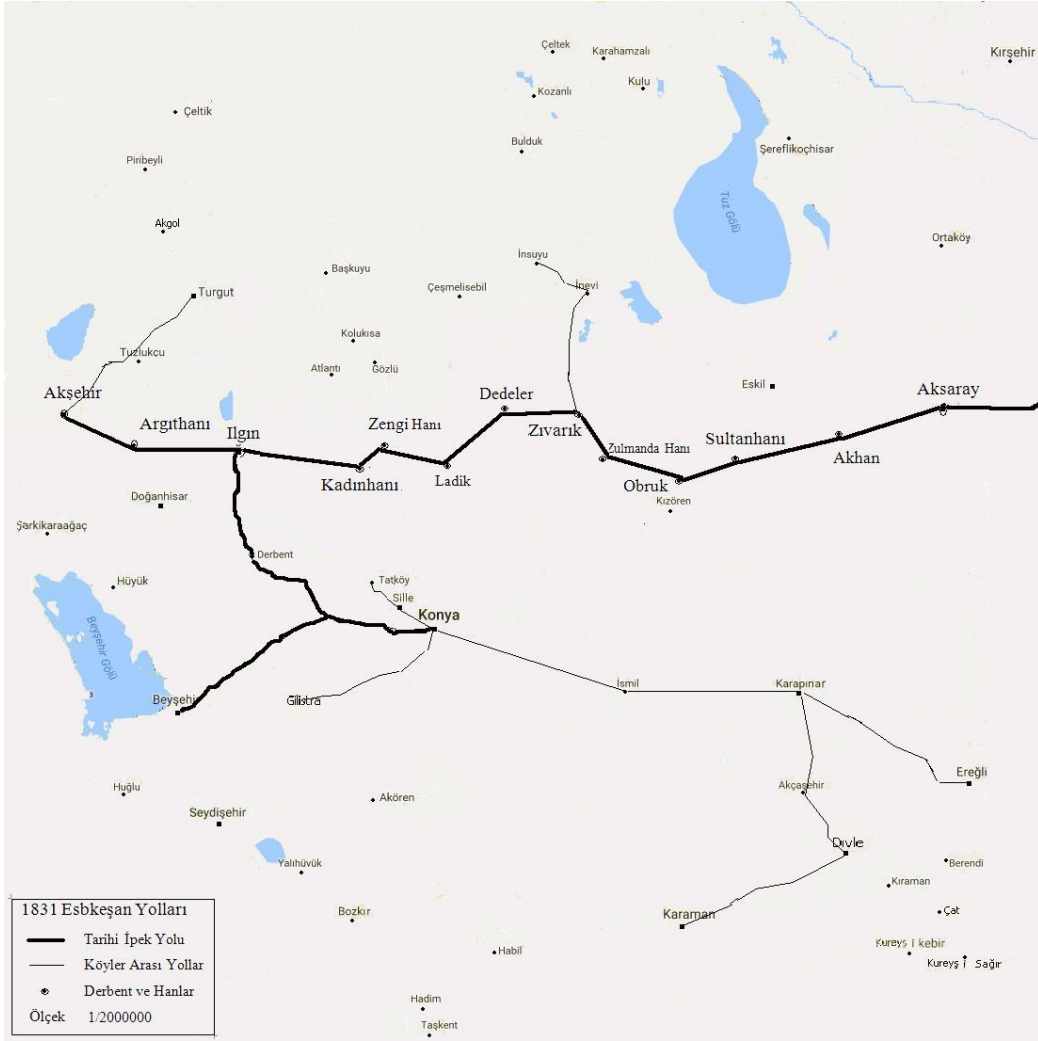 Çeltek
Karahamzalı
Kırşehir
Kulu
Kozanlı
Çeltik
Bulduk
Şereflikoçhisar
Piribeyli
Tuz Gölü
Akgol
Ortaköy
İnsuyu
Başkuyu
İnevi
Çeşmelisebil
Turgut
Kolukısa
Tuzlukçu
Atlantı
Gözlü
Eskil
Akşehir
Dedeler
Aksaray
Argıthanı
Ilgın
Zengi Hanı
Zıvarık
Sultanhanı
Zulmanda Hanı
Akhan
Kadınhanı
Ladik
Obruk
Kızören
Doğanhisar
Şarkikaraağaç
Derbent
Hüyük
Tatköy
Sille
Konya
Beyşehir Gölü
İsmil
Karapınar
Beyşehir
Gilistra
Ereğli
Huğlu
Akören
Akçaşehir
Seydişehir
Dıvle
Yalıhüyük
Berendi
Kıraman
Bozkır
Karaman
Çat
Kureyş İ kebir
Habil
Kureyş İ Sağır
Hadim
Taşkent
1831 Esbkeşan Yolları
Tarihi İpek Yolu
Köyler Arası Yollar
Derbent ve Hanlar
Ölçek 1/2000000